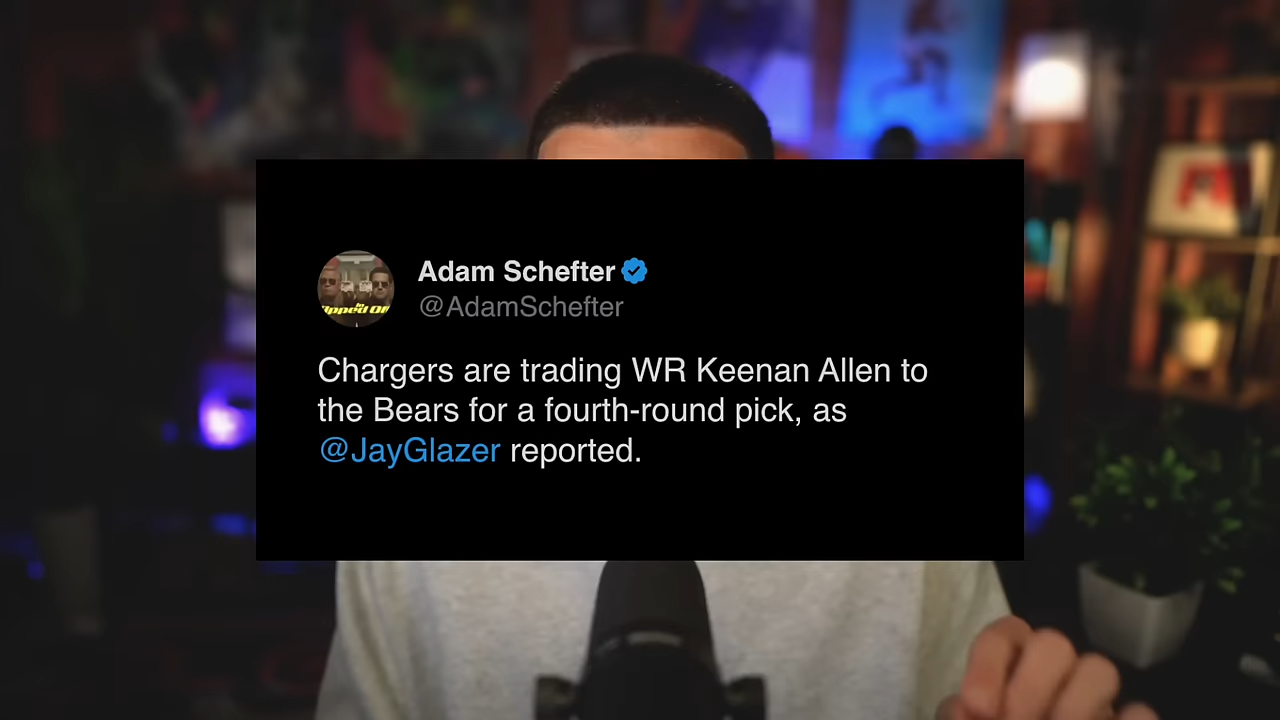 Adam Schefter
@AdamSchefter
Chargers are trading WR Keenan Allen to
the Bears for a fourth-round pick, as
@JayGlazer reported.